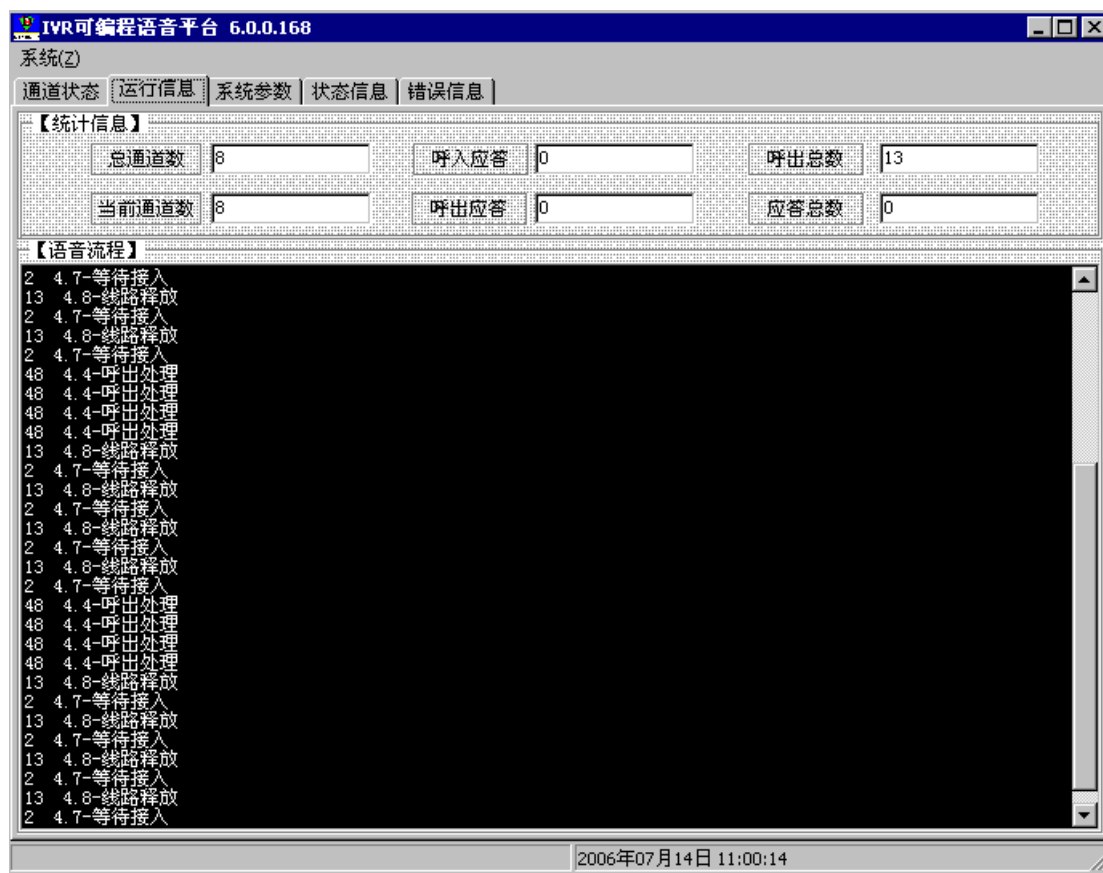 IVR可编程语音平台 6.0.0.168
系统(Z)
通道状态 运行信息 系统参数 状态信息 错误信息
【统计信息】
总通道数 8 呼入应答 0 呼出总数 13
当前通道数 8 呼出应答 0 应答总数 0
【语音流程】
2 4.7-等待接入
13 4.8-线路释放
2 4.7-等待接入
13 4.8-线路释放
2 4.7-等待接入
48 4.4-呼出处理
48 4.4-呼出处理
48 4.4-呼出处理
48 4.4-呼出处理
13 4.8-线路释放
2 4.7-等待接入
13 4.8-线路释放
2 4.7-等待接入
13 4.8-线路释放
2 4.7-等待接入
13 4.8-线路释放
2 4.7-等待接入
48 4.4-呼出处理
48 4.4-呼出处理
48 4.4-呼出处理
48 4.4-呼出处理
13 4.8-线路释放
2 4.7-等待接入
13 4.8-线路释放
2 4.7-等待接入
13 4.8-线路释放
2 4.7-等待接入
13 4.8-线路释放
2 4.7-等待接入
2006年07月14日 11:00:14